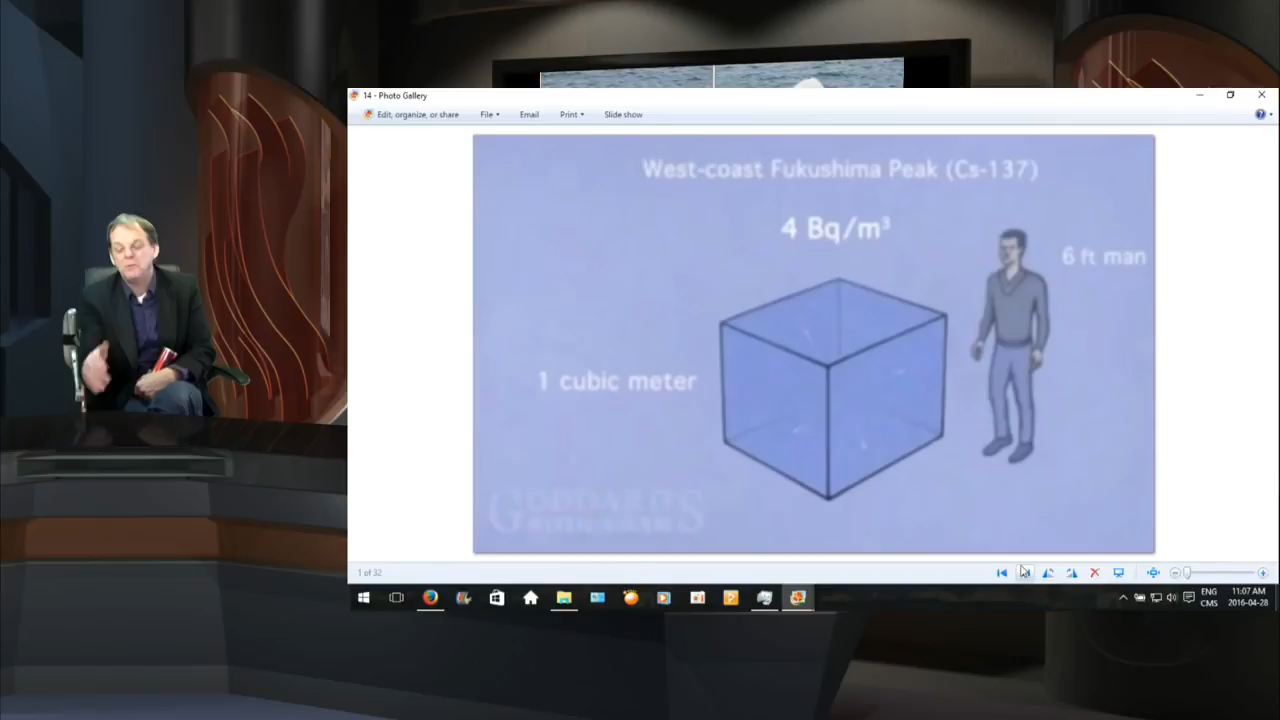 14 - Photo Gallery
Edit, organize, or share File Email Print Slide show
West-coast Fukushima Peak (Cs-137)
4 Bq/m³
6 ft man
1 cubic meter
1 of 32
ENG 11:07 AM
CMS 2016-04-28